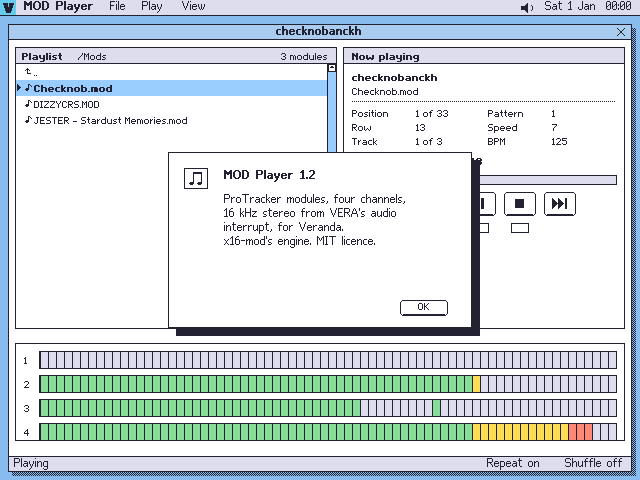 MOD Player File Play View Sat 1 Jan 00:00
checknobanckh
Playlist /Mods 3 modules
..
Checknob.mod
DIZZYCRS.MOD
JESTER - Stardust Memories.mod
Now playing
checknobanckh
Checknob.mod
Position 1 of 33 Pattern 1
Row 13 Speed 7
Track 1 of 3 BPM 125
MOD Player 1.2
ProTracker modules, four channels,
16 kHz stereo from VERA's audio
interrupt, for Veranda.
x16-mod's engine. MIT licence.
OK
1
2
3
4
Playing Repeat on Shuffle off